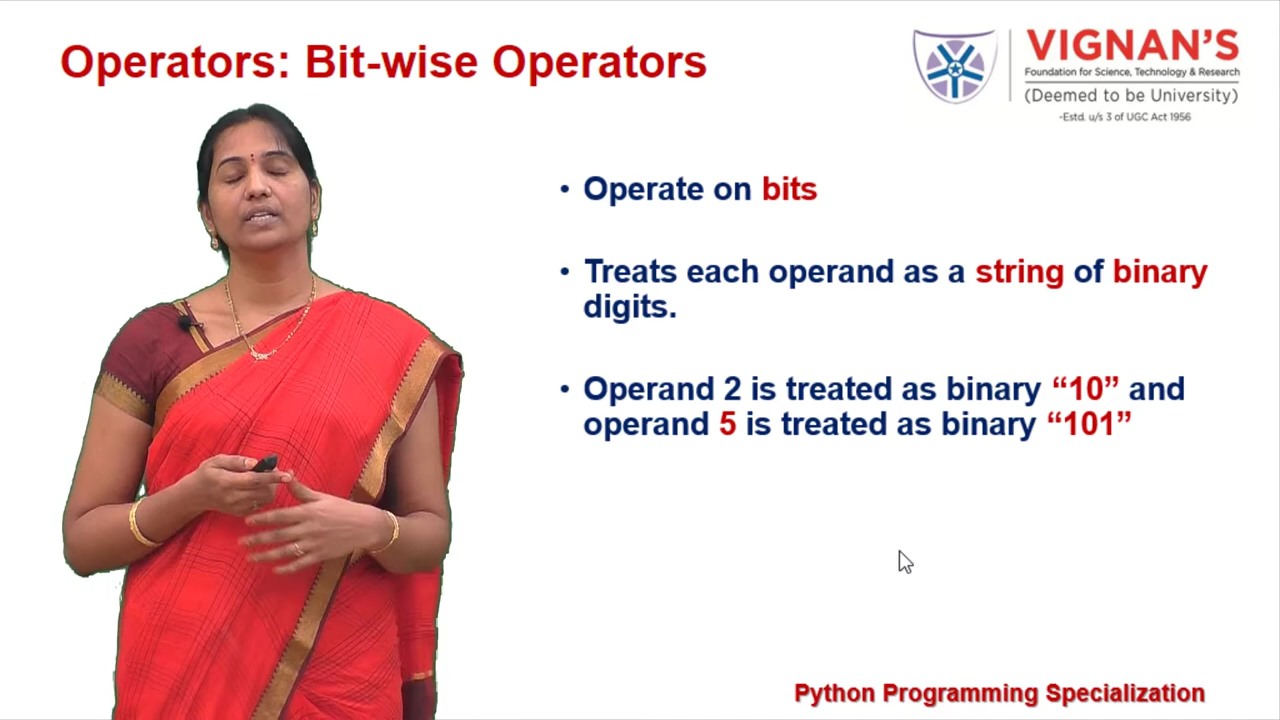 Operators: Bit-wise Operators
VIGNAN'S
Foundation for Science, Technology & Research
(Deemed to be University)
-Estd. u/s 3 of UGC Act 1956
• Operate on bits
• Treats each operand as a string of binary
digits.
• Operand 2 is treated as binary “10” and
operand 5 is treated as binary “101”
Python Programming Specialization